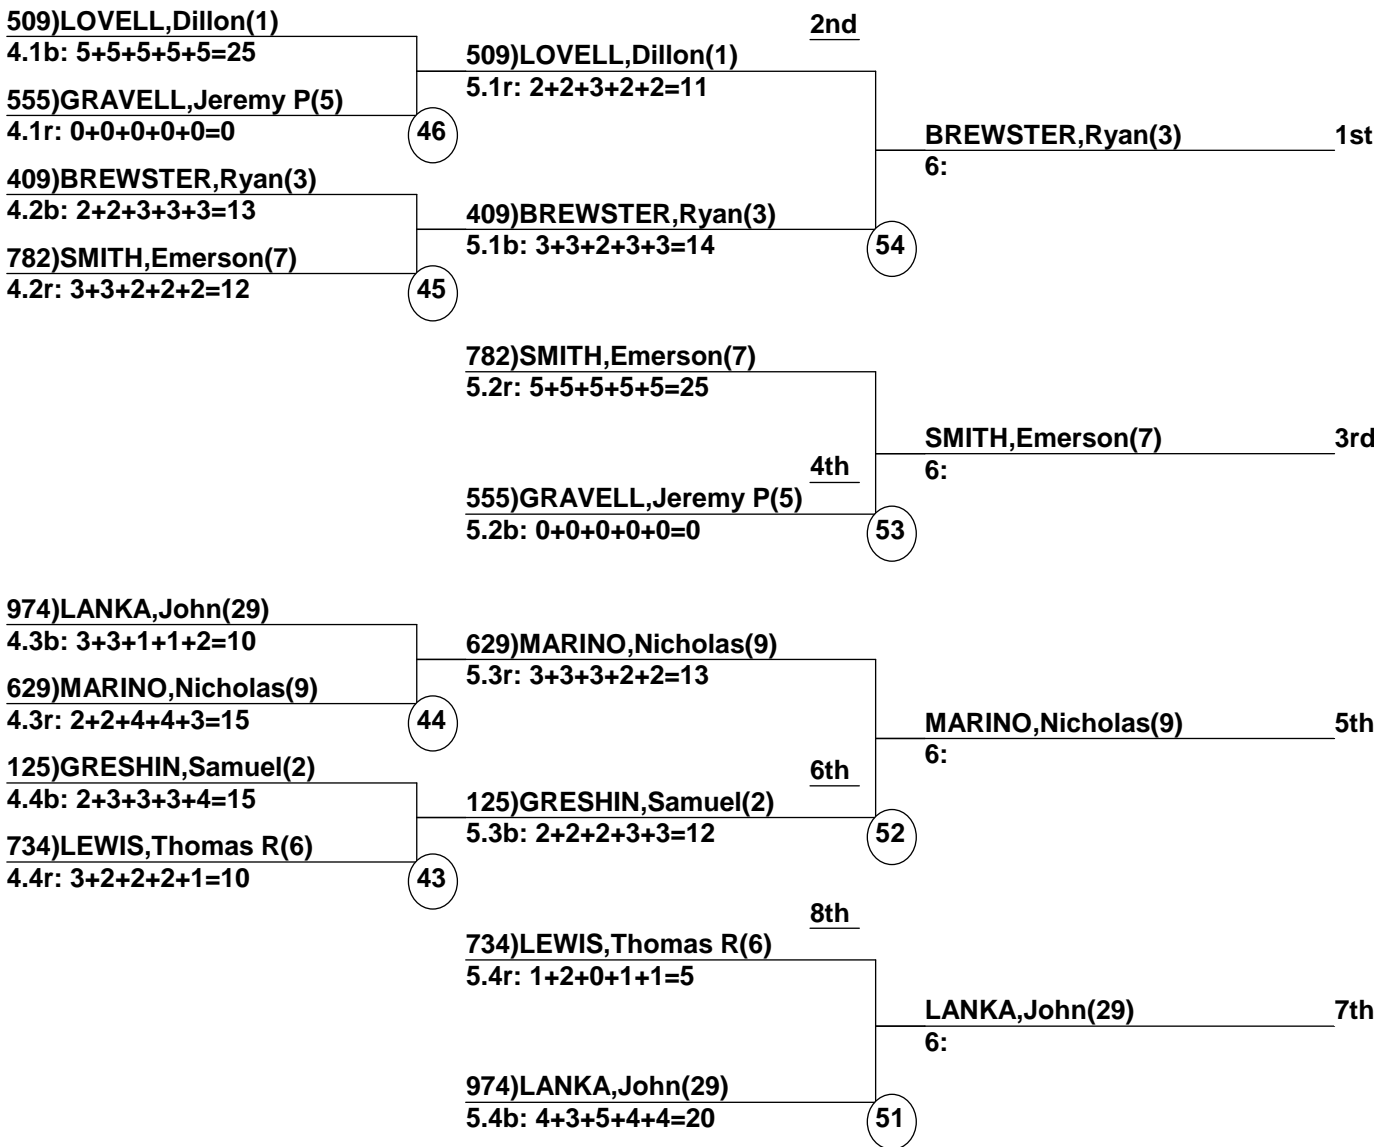 509)LOVELL,Dillon(1)
4.1b: 5+5+5+5+5=25
555)GRAVELL,Jeremy P(5)
4.1r: 0+0+0+0+0=0
46
409)BREWSTER,Ryan(3)
4.2b: 2+2+3+3+3=13
782)SMITH,Emerson(7)
4.2r: 3+3+2+2+2=12
45
2nd
509)LOVELL,Dillon(1)
5.1r: 2+2+3+2+2=11
409)BREWSTER,Ryan(3)
5.1b: 3+3+2+3+3=14
54
BREWSTER,Ryan(3)
1st
6:
782)SMITH,Emerson(7)
5.2r: 5+5+5+5+5=25
4th
555)GRAVELL,Jeremy P(5)
5.2b: 0+0+0+0+0=0
53
SMITH,Emerson(7)
3rd
6:
974)LANKA,John(29)
4.3b: 3+3+1+1+2=10
629)MARINO,Nicholas(9)
4.3r: 2+2+4+4+3=15
44
125)GRESHIN,Samuel(2)
4.4b: 2+3+3+3+4=15
734)LEWIS,Thomas R(6)
4.4r: 3+2+2+2+1=10
43
629)MARINO,Nicholas(9)
5.3r: 3+3+3+2+2=13
6th
125)GRESHIN,Samuel(2)
5.3b: 2+2+2+3+3=12
52
MARINO,Nicholas(9)
5th
6:
8th
734)LEWIS,Thomas R(6)
5.4r: 1+2+0+1+1=5
974)LANKA,John(29)
5.4b: 4+3+5+4+4=20
51
LANKA,John(29)
7th
6: